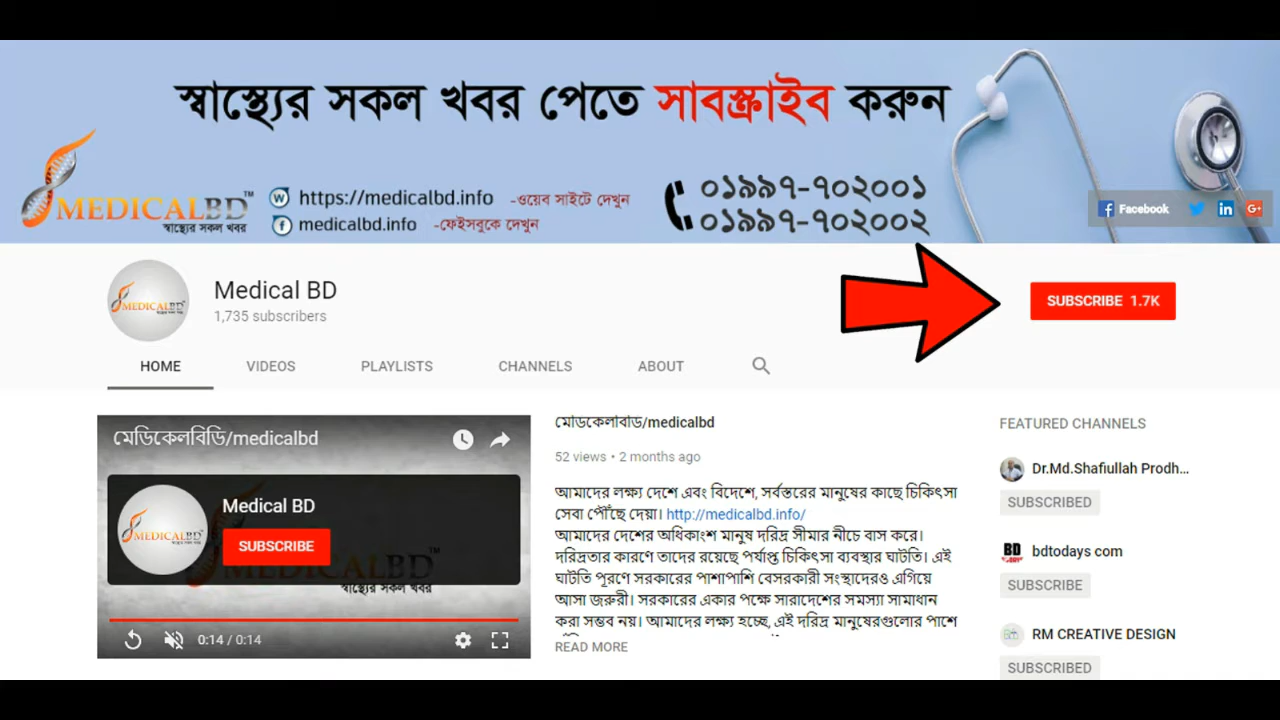 স্বাস্থ্যের সকল খবর পেতে সাবস্ক্রাইব করুন
MEDICALBD™
স্বাস্থ্যের সকল খবর
https://medicalbd.info -ওয়েব সাইটে দেখুন
medicalbd.info -ফেইসবুকে দেখুন
০১৯৯৭-৭০২০০১
০১৯৯৭-৭০২০০২
Facebook
Medical BD
1,735 subscribers
SUBSCRIBE 1.7K
HOME VIDEOS PLAYLISTS CHANNELS ABOUT
মেডিকেলবিডি/medicalbd
Medical BD
SUBSCRIBE
MEDICALBD™
স্বাস্থ্যের সকল খবর
0:14 / 0:14
মেডিকেলবিডি/medicalbd
52 views • 2 months ago
আমাদের লক্ষ্য দেশে এবং বিদেশে, সর্বস্তরের মানুষের কাছে চিকিৎসা
সেবা পৌঁছে দেয়া। http://medicalbd.info/
আমাদের দেশের অধিকাংশ মানুষ দরিদ্র সীমার নীচে বাস করে।
দরিদ্রতার কারণে তাদের রয়েছে পর্যাপ্ত চিকিৎসা ব্যবস্থার ঘাটতি। এই
ঘাটতি পূরণে সরকারের পাশাপাশি বেসরকারী সংস্থাদেরও এগিয়ে
আসা জরুরী। সরকারের একার পক্ষে সারাদেশের সমস্যা সামাধান
করা সম্ভব নয়। আমাদের লক্ষ্য হচ্ছে, এই দরিদ্র মানুষেরগুলোর পাশে
READ MORE
FEATURED CHANNELS
Dr.Md.Shafiullah Prodh...
SUBSCRIBED
bdtodays com
SUBSCRIBE
RM CREATIVE DESIGN
SUBSCRIBED